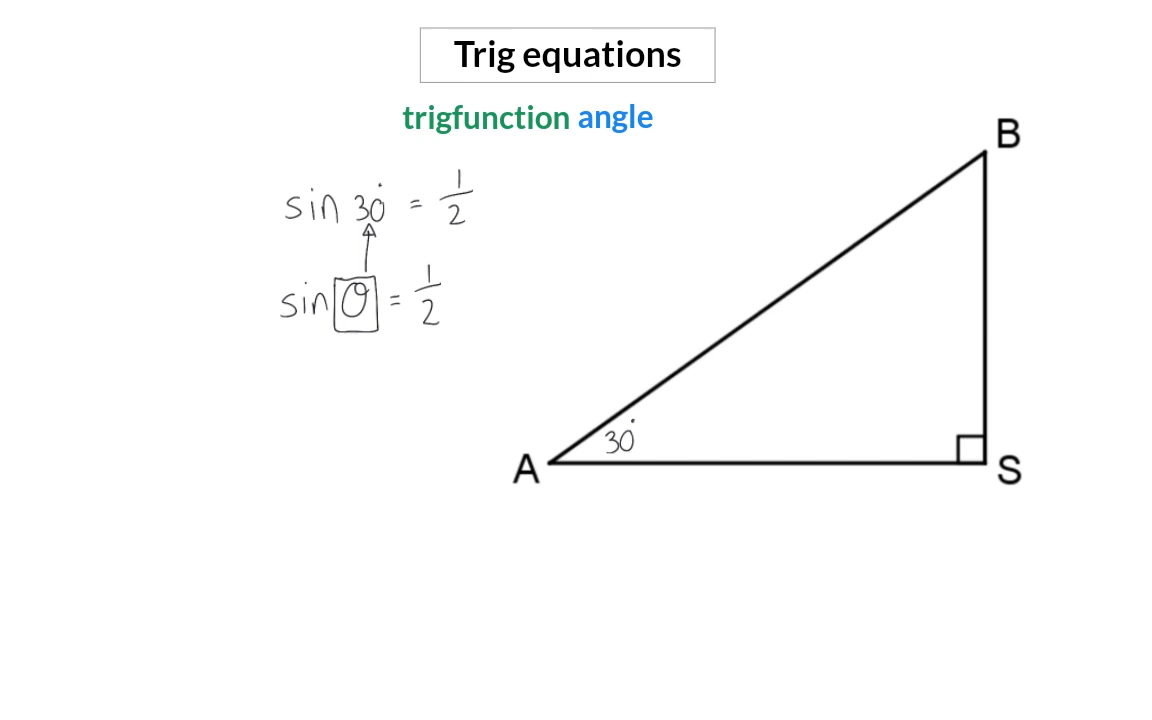 Trig equations
trigfunction angle
B
sin 30° = 1/2
sin θ = 1/2
30°
A
S